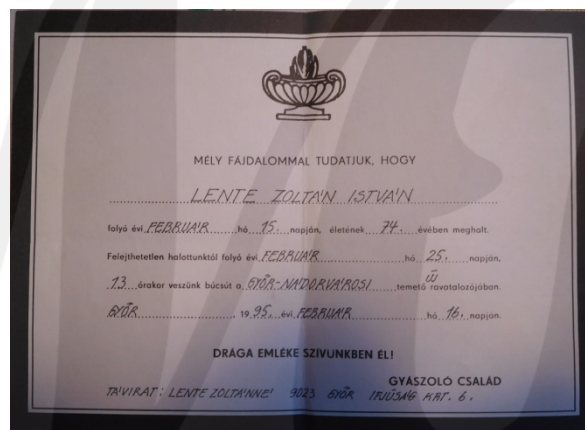 MÉLY FÁJDALOMMAL TUDATJUK, HOGY
LENTE ZOLTÁN ISTVÁN
folyó évi FEBRUÁR hó 15. napján, életének 74. évében meghalt.
Felejthetetlen halottunktól folyó évi FEBRUÁR hó 25. napján,
13 órakor veszünk búcsút a GYŐR-NÁDORVÁROSI ÚJ temető ravatalozójában.
GYŐR 1995. évi FEBRUÁR hó 16. napján.
DRÁGA EMLÉKE SZÍVUNKBEN ÉL!
GYÁSZOLÓ CSALÁD
TÁVIRAT: LENTE ZOLTÁNNÉ 9023 GYŐR IFJÚSÁG KRT. 6.